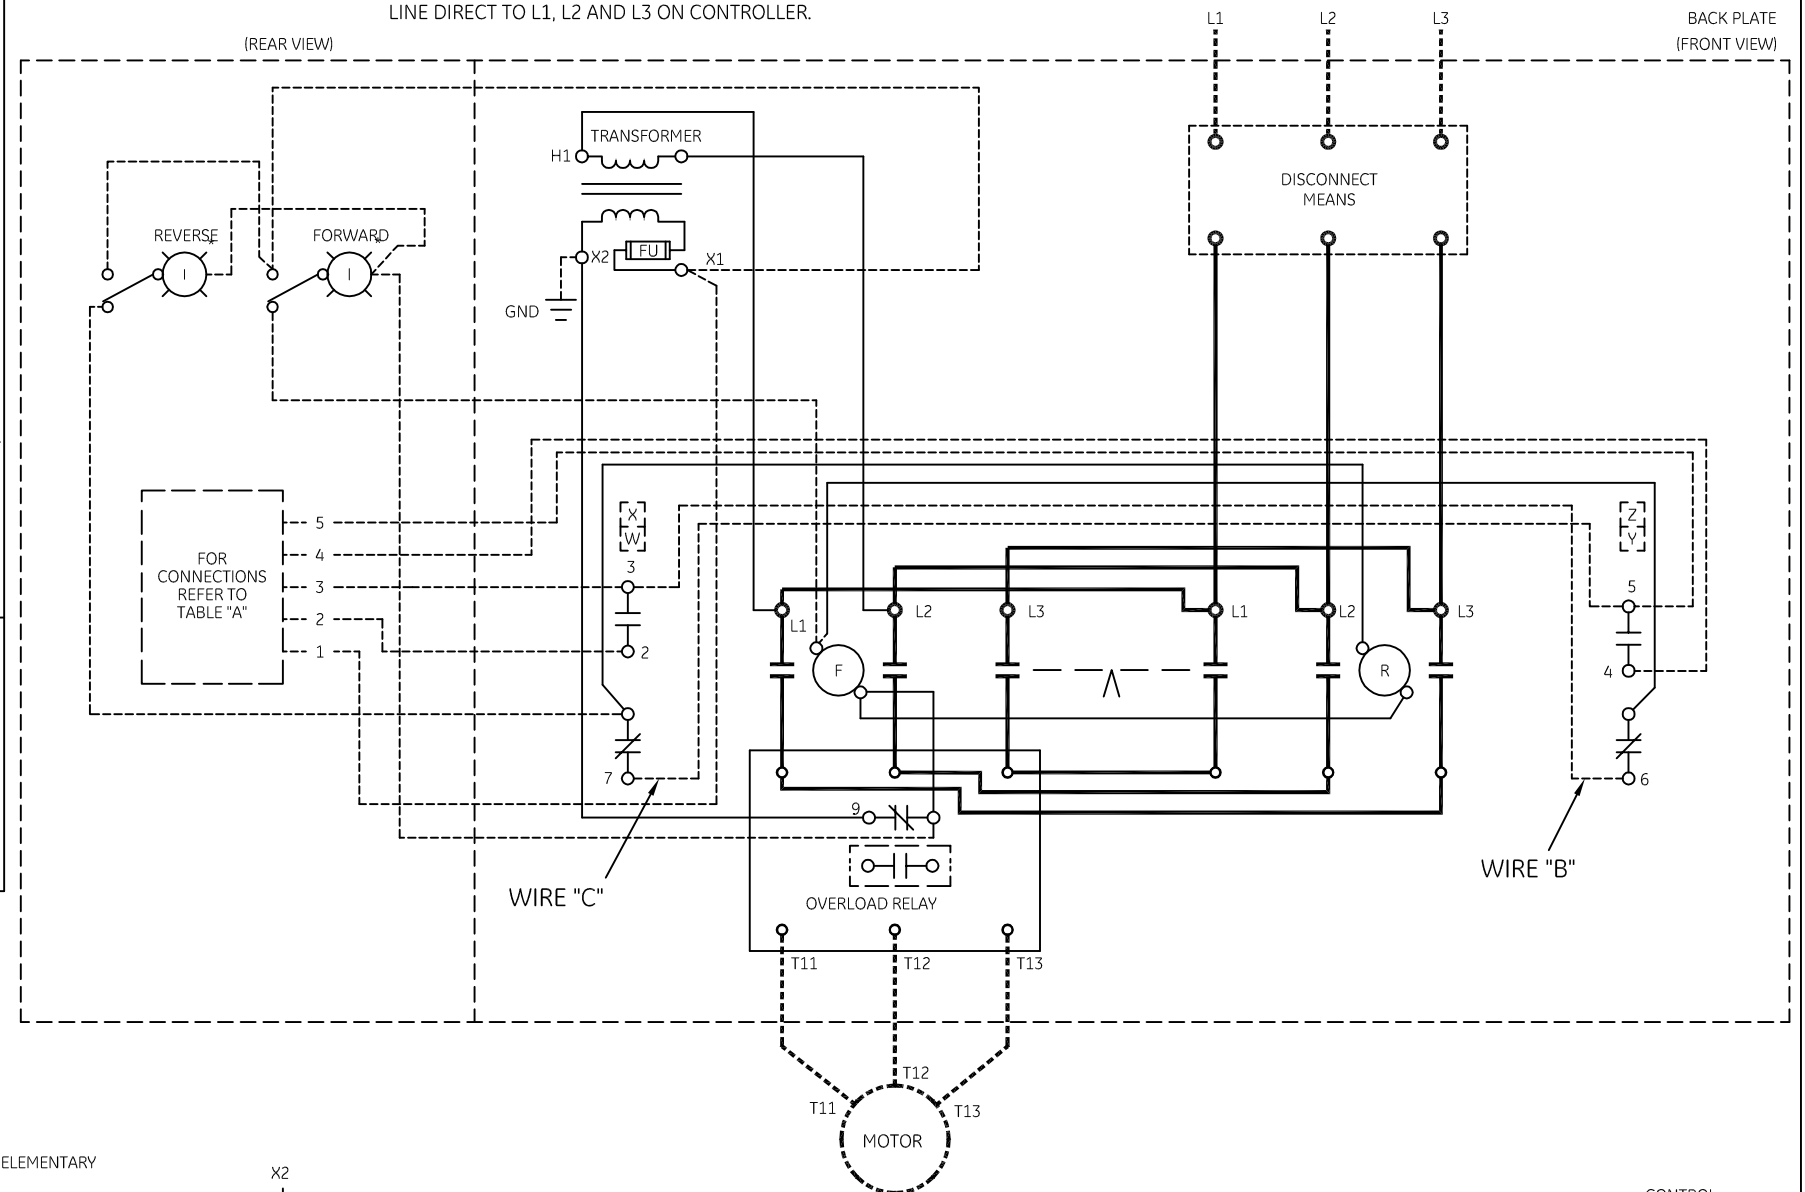 LINE DIRECT TO L1, L2 AND L3 ON CONTROLLER.
L1
L2
L3
BACK PLATE
(REAR VIEW)
(FRONT VIEW)
TRANSFORMER
H1
DISCONNECT
MEANS
REVERSE
*
FORWARD
*
I
I
X2
FU
X1
GND
5
4
3
2
1
FOR
CONNECTIONS
REFER TO
TABLE "A"
X
W
3
2
7
Z
Y
5
4
6
L1
L2
L3
L1
L2
L3
F
R
9
OVERLOAD RELAY
WIRE "C"
WIRE "B"
T11
T12
T13
T12
T11
T13
MOTOR
ELEMENTARY
X2